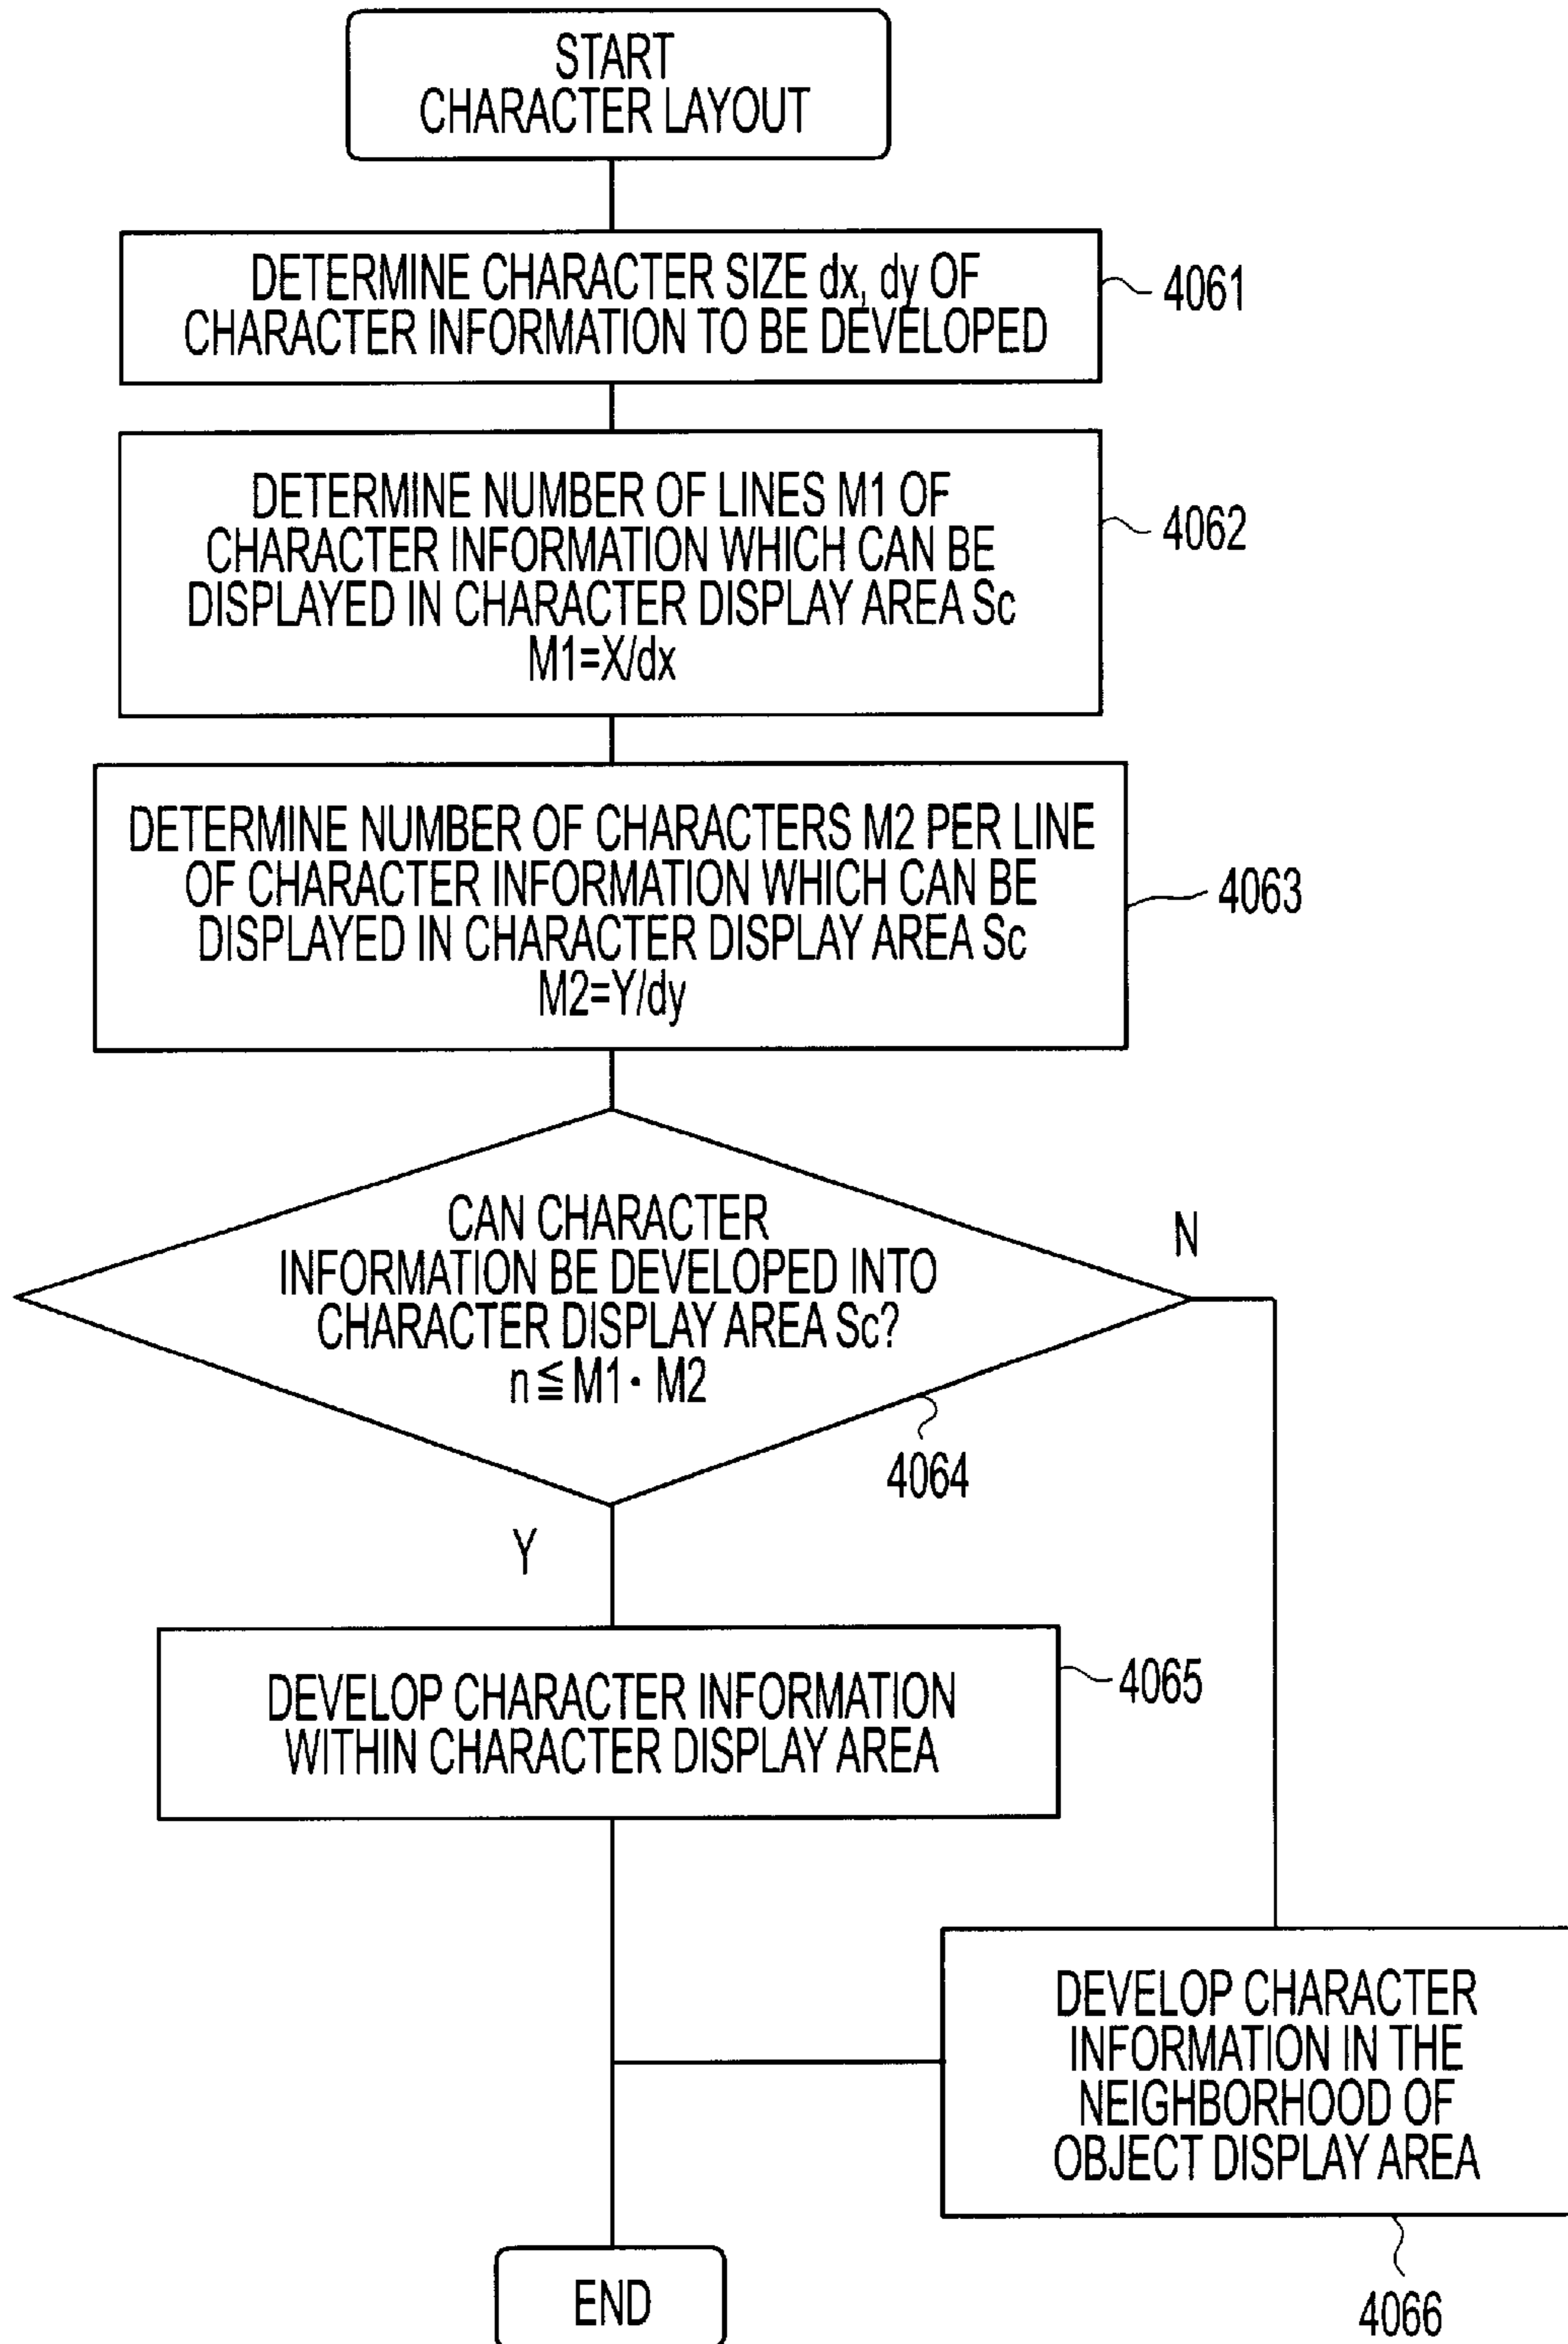 START
CHARACTER LAYOUT
DETERMINE CHARACTER SIZE dx, dy OF
CHARACTER INFORMATION TO BE DEVELOPED
4061
DETERMINE NUMBER OF LINES M1 OF
CHARACTER INFORMATION WHICH CAN BE
DISPLAYED IN CHARACTER DISPLAY AREA Sc
M1=X/dx
4062
DETERMINE NUMBER OF CHARACTERS M2 PER LINE
OF CHARACTER INFORMATION WHICH CAN BE
DISPLAYED IN CHARACTER DISPLAY AREA Sc
M2=Y/dy
4063
CAN CHARACTER
INFORMATION BE DEVELOPED INTO
CHARACTER DISPLAY AREA Sc?
n≦M1・M2
N
4064
Y
DEVELOP CHARACTER INFORMATION
WITHIN CHARACTER DISPLAY AREA
4065
DEVELOP CHARACTER
INFORMATION IN THE
NEIGHBORHOOD OF
OBJECT DISPLAY AREA
4066
END